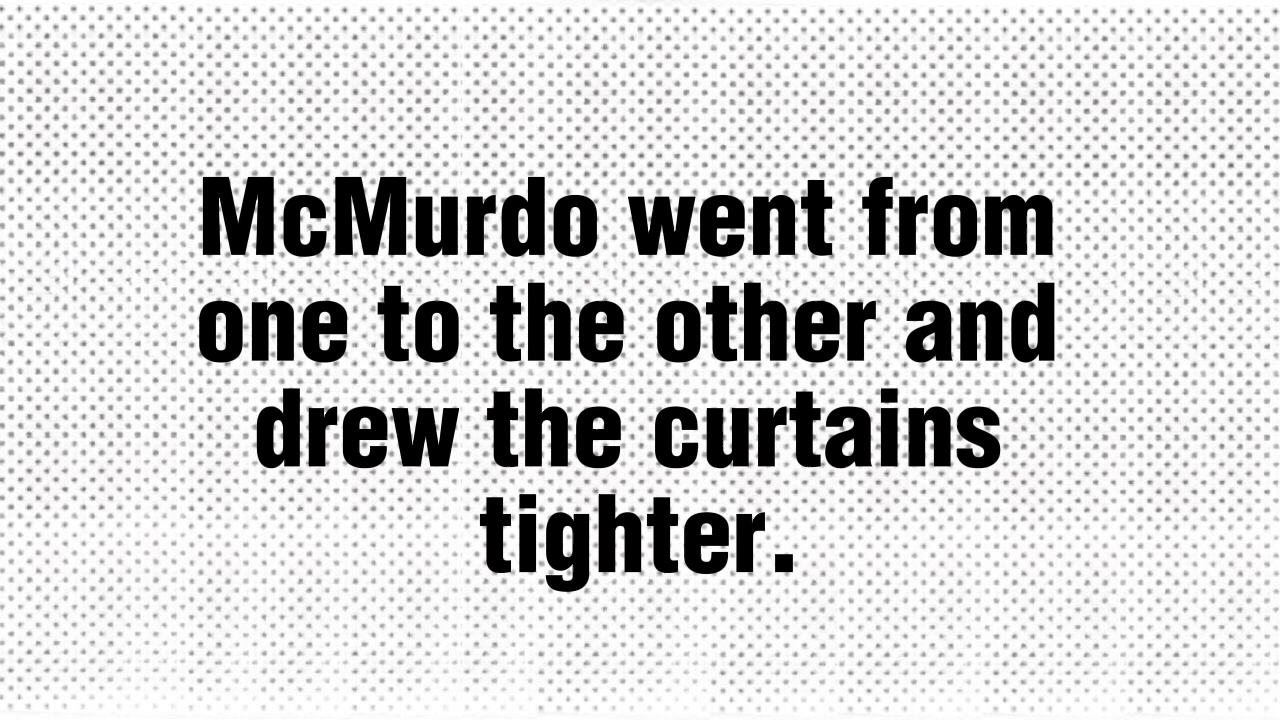 McMurdo went from
one to the other and
drew the curtains
tighter.